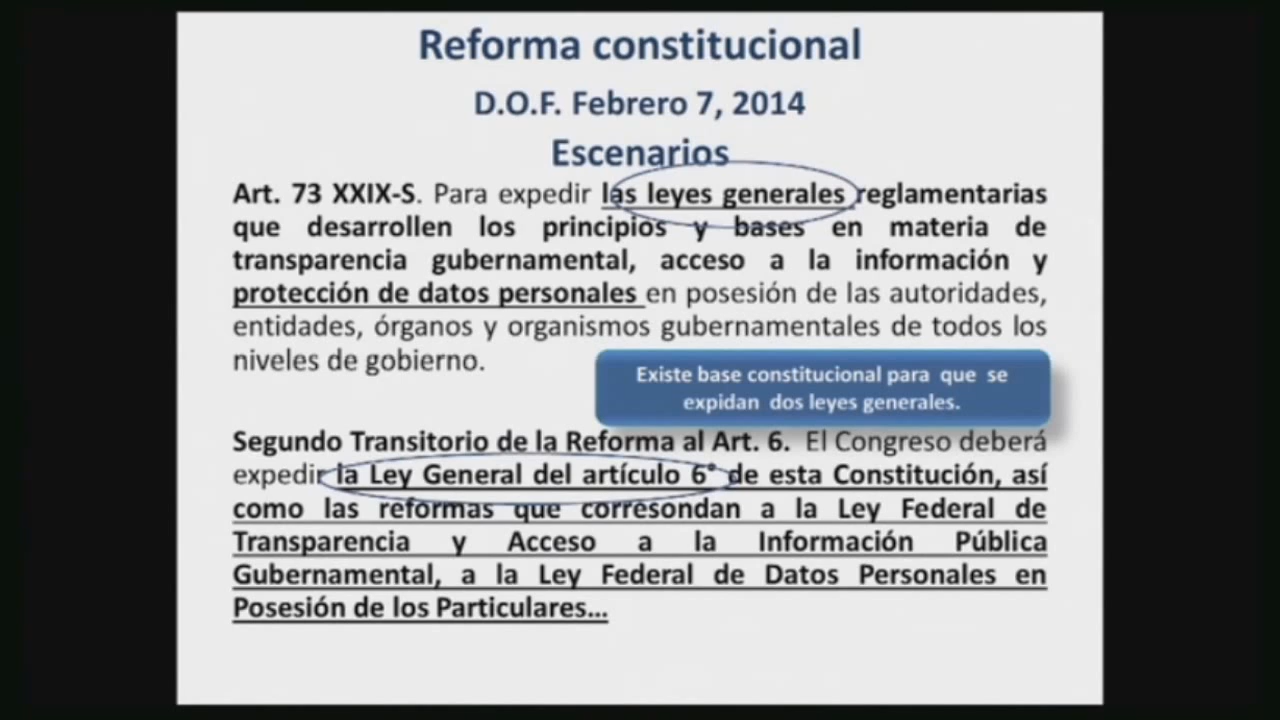 Reforma constitucional
D.O.F. Febrero 7, 2014
Escenarios
Art. 73 XXIX-S. Para expedir las leyes generales reglamentarias
que desarrollen los principios y bases en materia de
transparencia gubernamental, acceso a la información y
protección de datos personales en posesión de las autoridades,
entidades, órganos y organismos gubernamentales de todos los
niveles de gobierno.
Existe base constitucional para que se
expidan dos leyes generales.
Segundo Transitorio de la Reforma al Art. 6. El Congreso deberá
expedir la Ley General del artículo 6° de esta Constitución, así
como las reformas que corresondan a la Ley Federal de
Transparencia y Acceso a la Información Pública
Gubernamental, a la Ley Federal de Datos Personales en
Posesión de los Particulares...